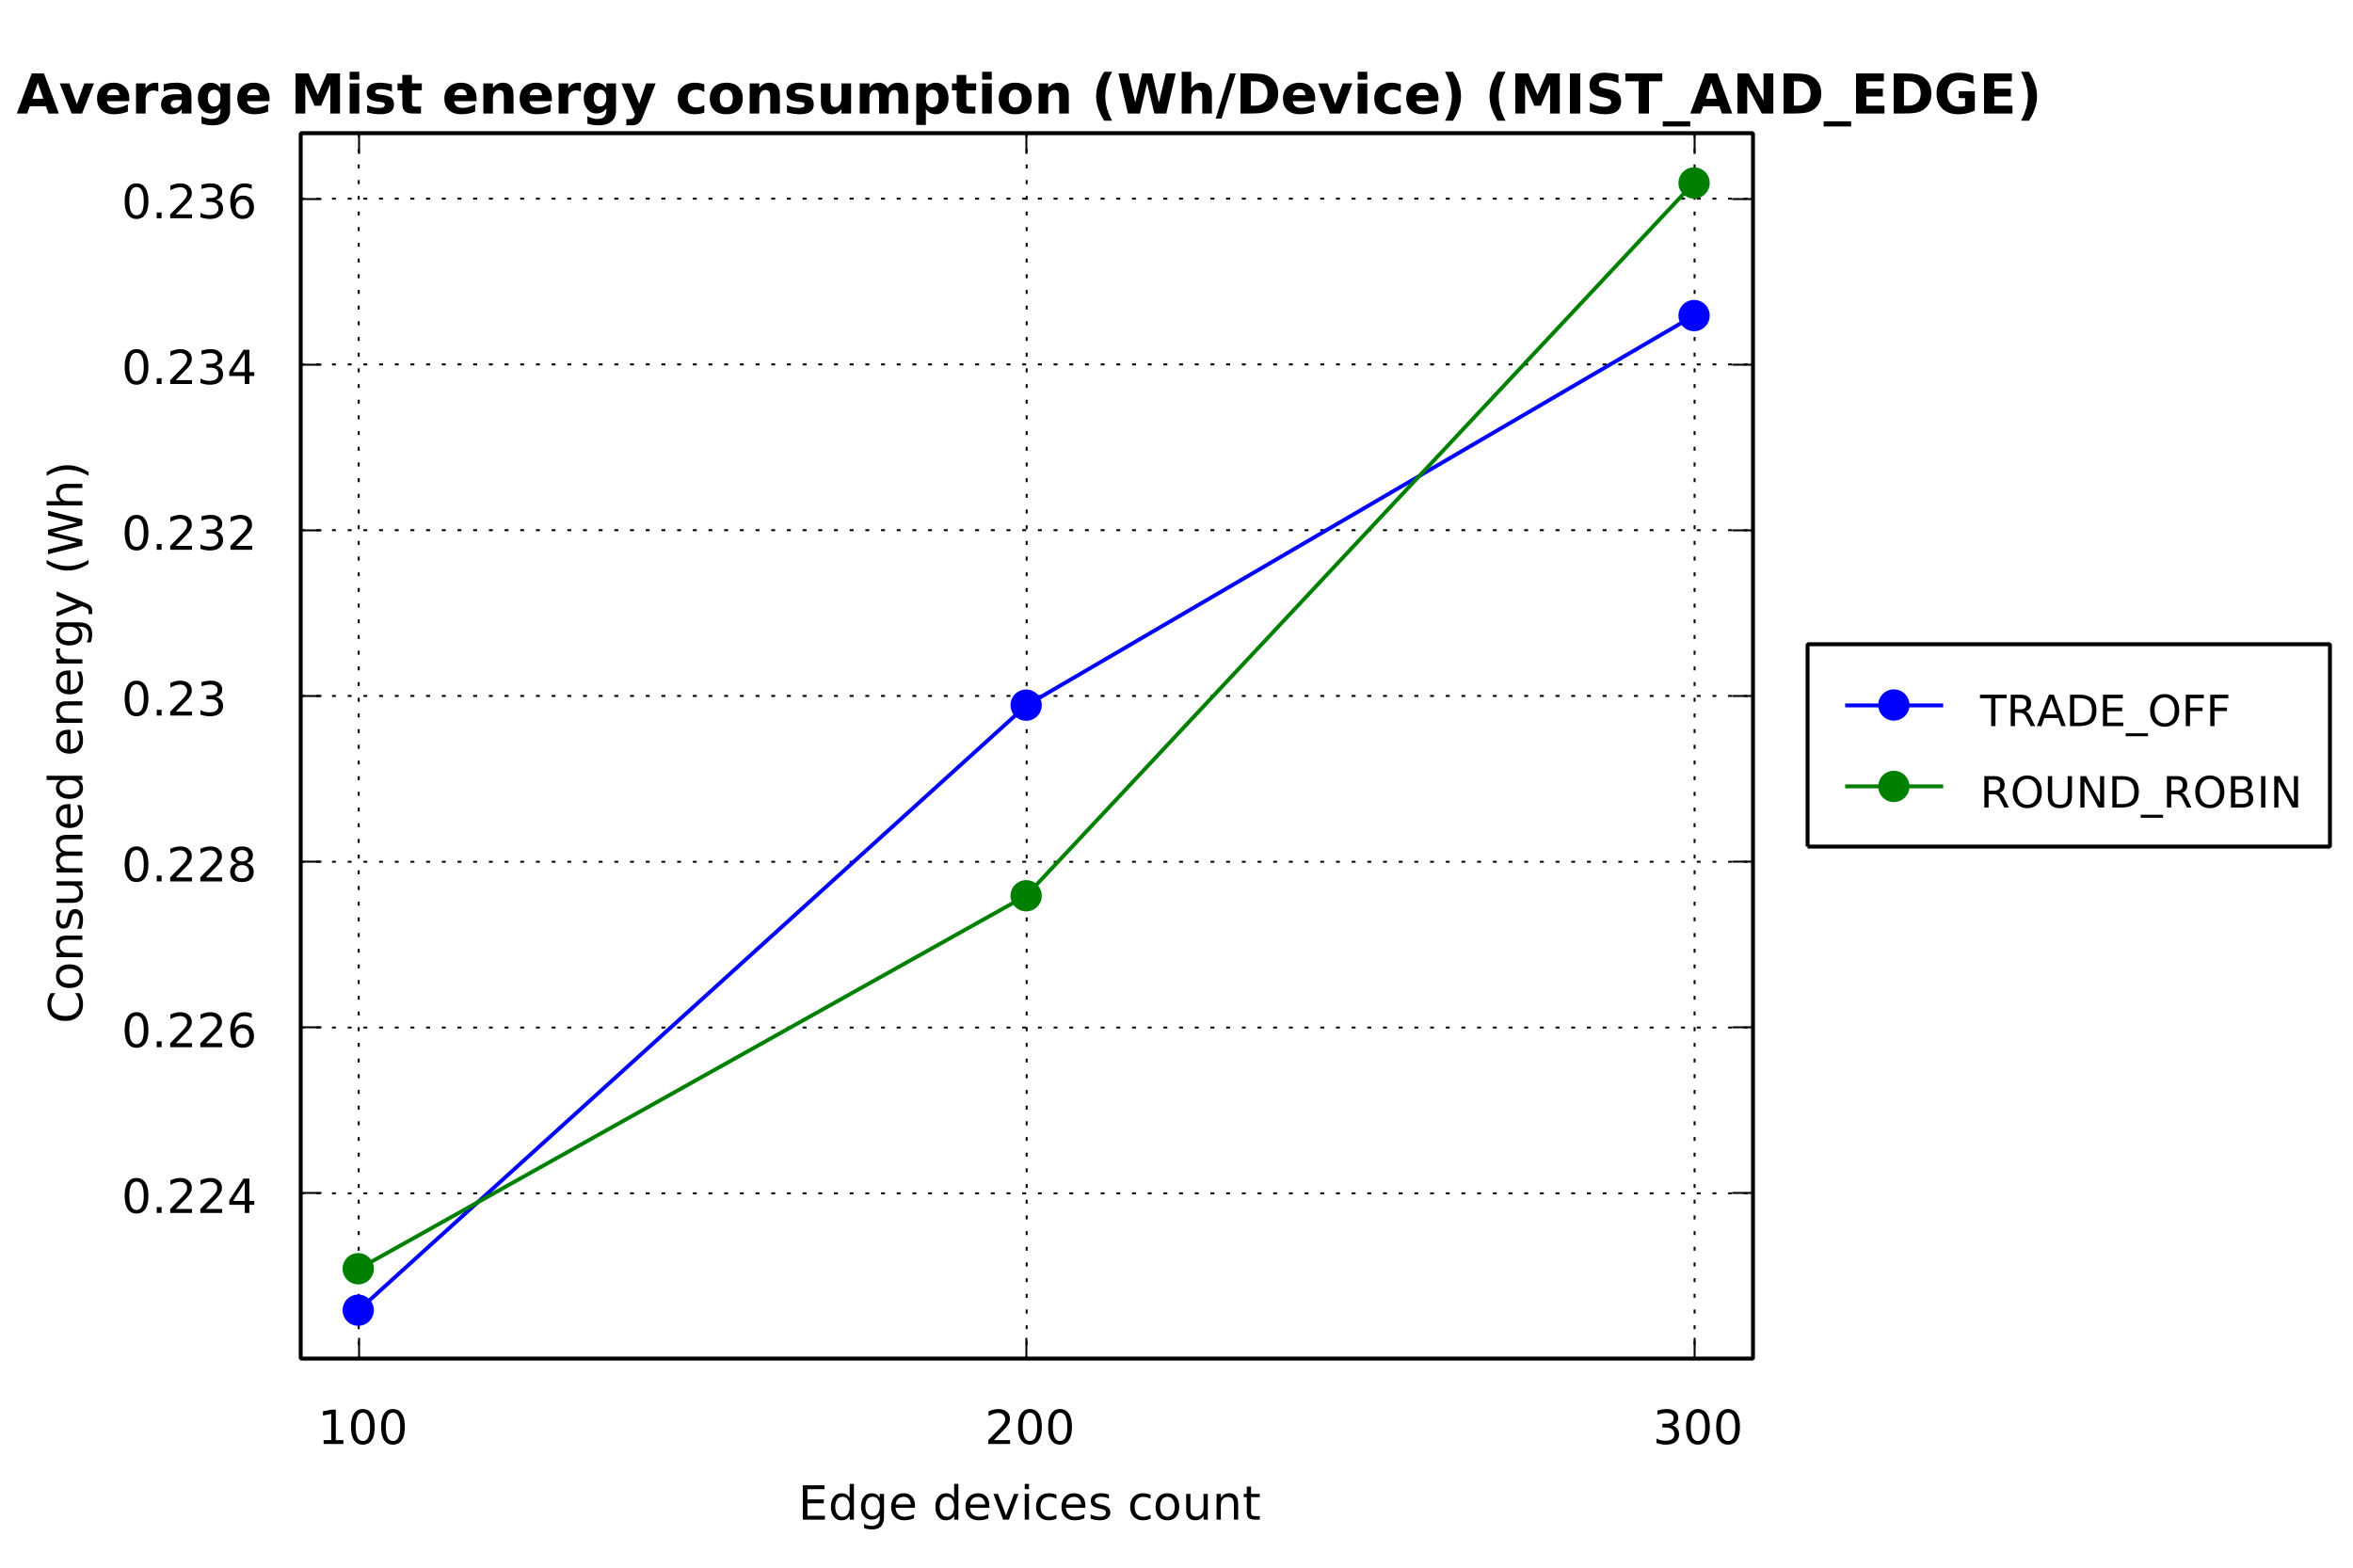 Average Mist energy consumption (Wh/Device) (MIST_AND_EDGE)
Consumed energy (Wh)
0.236
0.234
0.232
0.23
0.228
0.226
0.224
100 200 300
Edge devices count
TRADE_OFF
ROUND_ROBIN